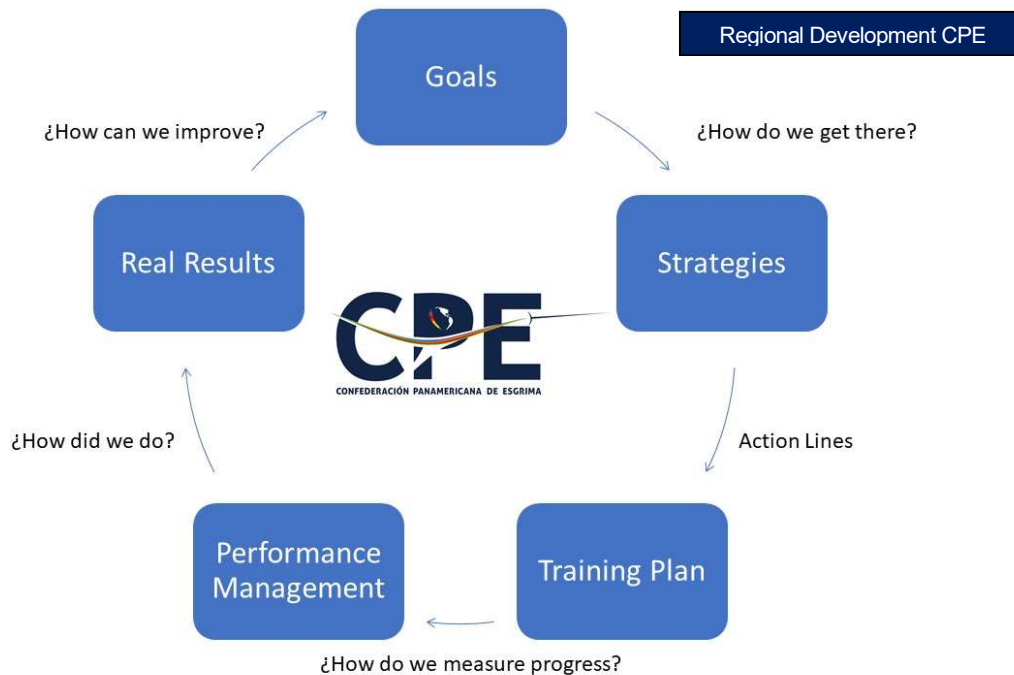 Regional Development CPE
Goals
¿How can we improve?
¿How do we get there?
Real Results
Strategies
CPE
CONFEDERACIÓN PANAMERICANA DE ESGRIMA
¿How did we do?
Action Lines
Performance
Management
Training Plan
¿How do we measure progress?